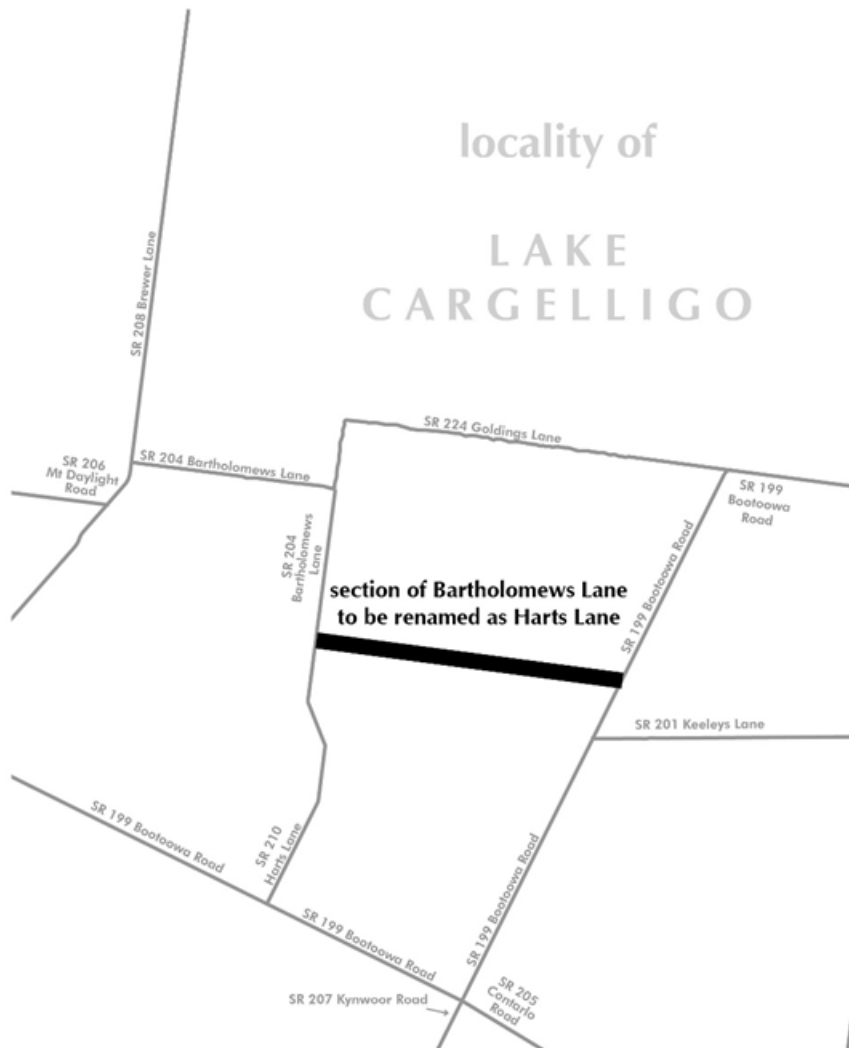 locality of
LAKE
CARGELLIGO
SR 208 Brewer Lane
SR 224 Goldings Lane
SR 206
Mt Daylight
Road
SR 204 Bartholomews Lane
SR 199
Bootoowa
Road
SR 204
Bartholomews
Lane
SR 199 Bootoowa Road
section of Bartholomews Lane
to be renamed as Harts Lane
SR 201 Keeleys Lane
SR 199 Bootoowa Road
SR 210
Harts Lane
SR 199 Bootoowa Road
SR 199 Bootoowa Road
SR 207 Kynwoor Road
SR 205
Contarlo
Road